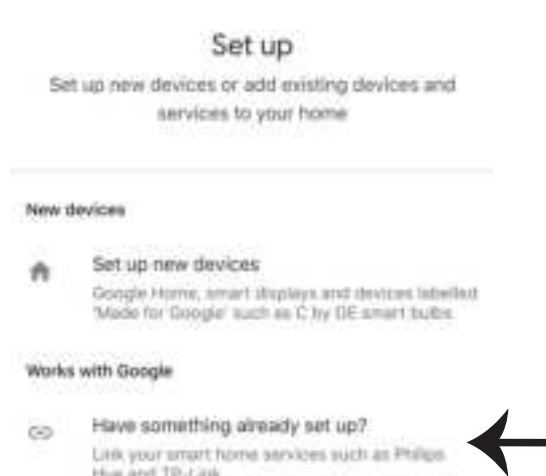 Set up
Set up new devices or add existing devices and
services to your home
New devices
Set up new devices
Google Home, smart displays and devices labelled
'Made for Google' such as C by GE smart bulbs
Works with Google
Have something already set up?
Link your smart home services such as Philips
Hue and TP-Link